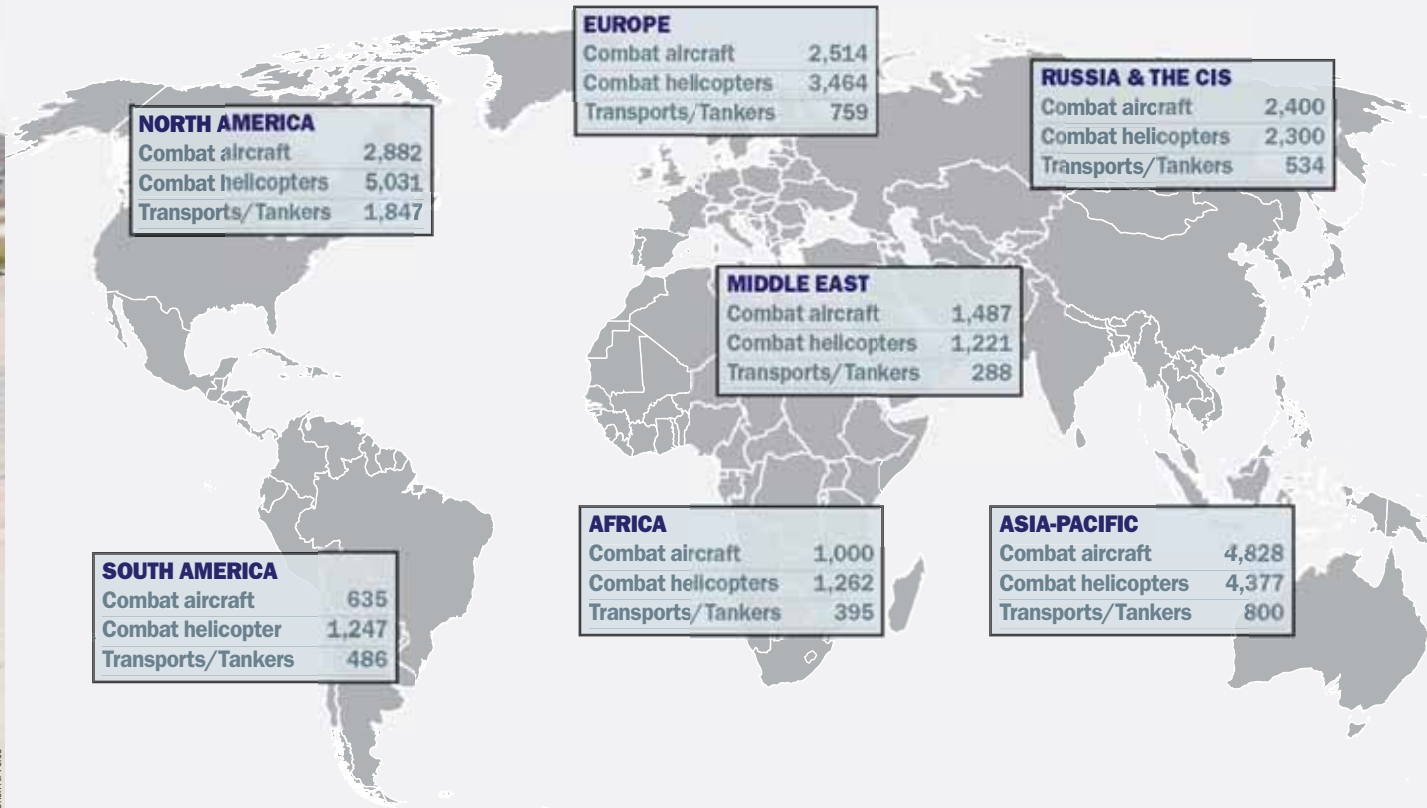 EUROPE
Combat aircraft 2,514
Combat helicopters 3,464
Transports/Tankers 759
RUSSIA & THE CIS
Combat aircraft 2,400
Combat helicopters 2,300
Transports/Tankers 534
NORTH AMERICA
Combat aircraft 2,882
Combat helicopters 5,031
Transports/Tankers 1,847
MIDDLE EAST
Combat aircraft 1,487
Combat helicopters 1,221
Transports/Tankers 288
AFRICA
Combat aircraft 1,000
Combat helicopters 1,262
Transports/Tankers 395
ASIA-PACIFIC
Combat aircraft 4,828
Combat helicopters 4,377
Transports/Tankers 800
SOUTH AMERICA
Combat aircraft 635
Combat helicopter 1,247
Transports/Tankers 486